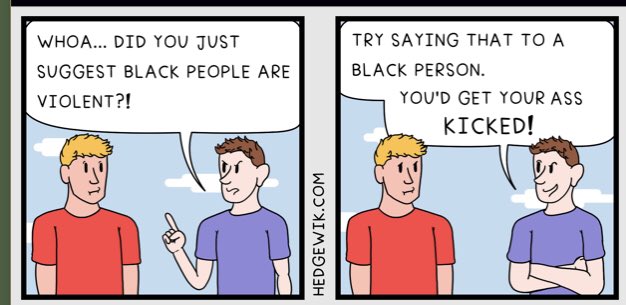 WHOA... DID YOU JUST
SUGGEST BLACK PEOPLE ARE
VIOLENT?!
TRY SAYING THAT TO A
BLACK PERSON.
YOU'D GET YOUR ASS
KICKED!
HEDGEWIK.COM